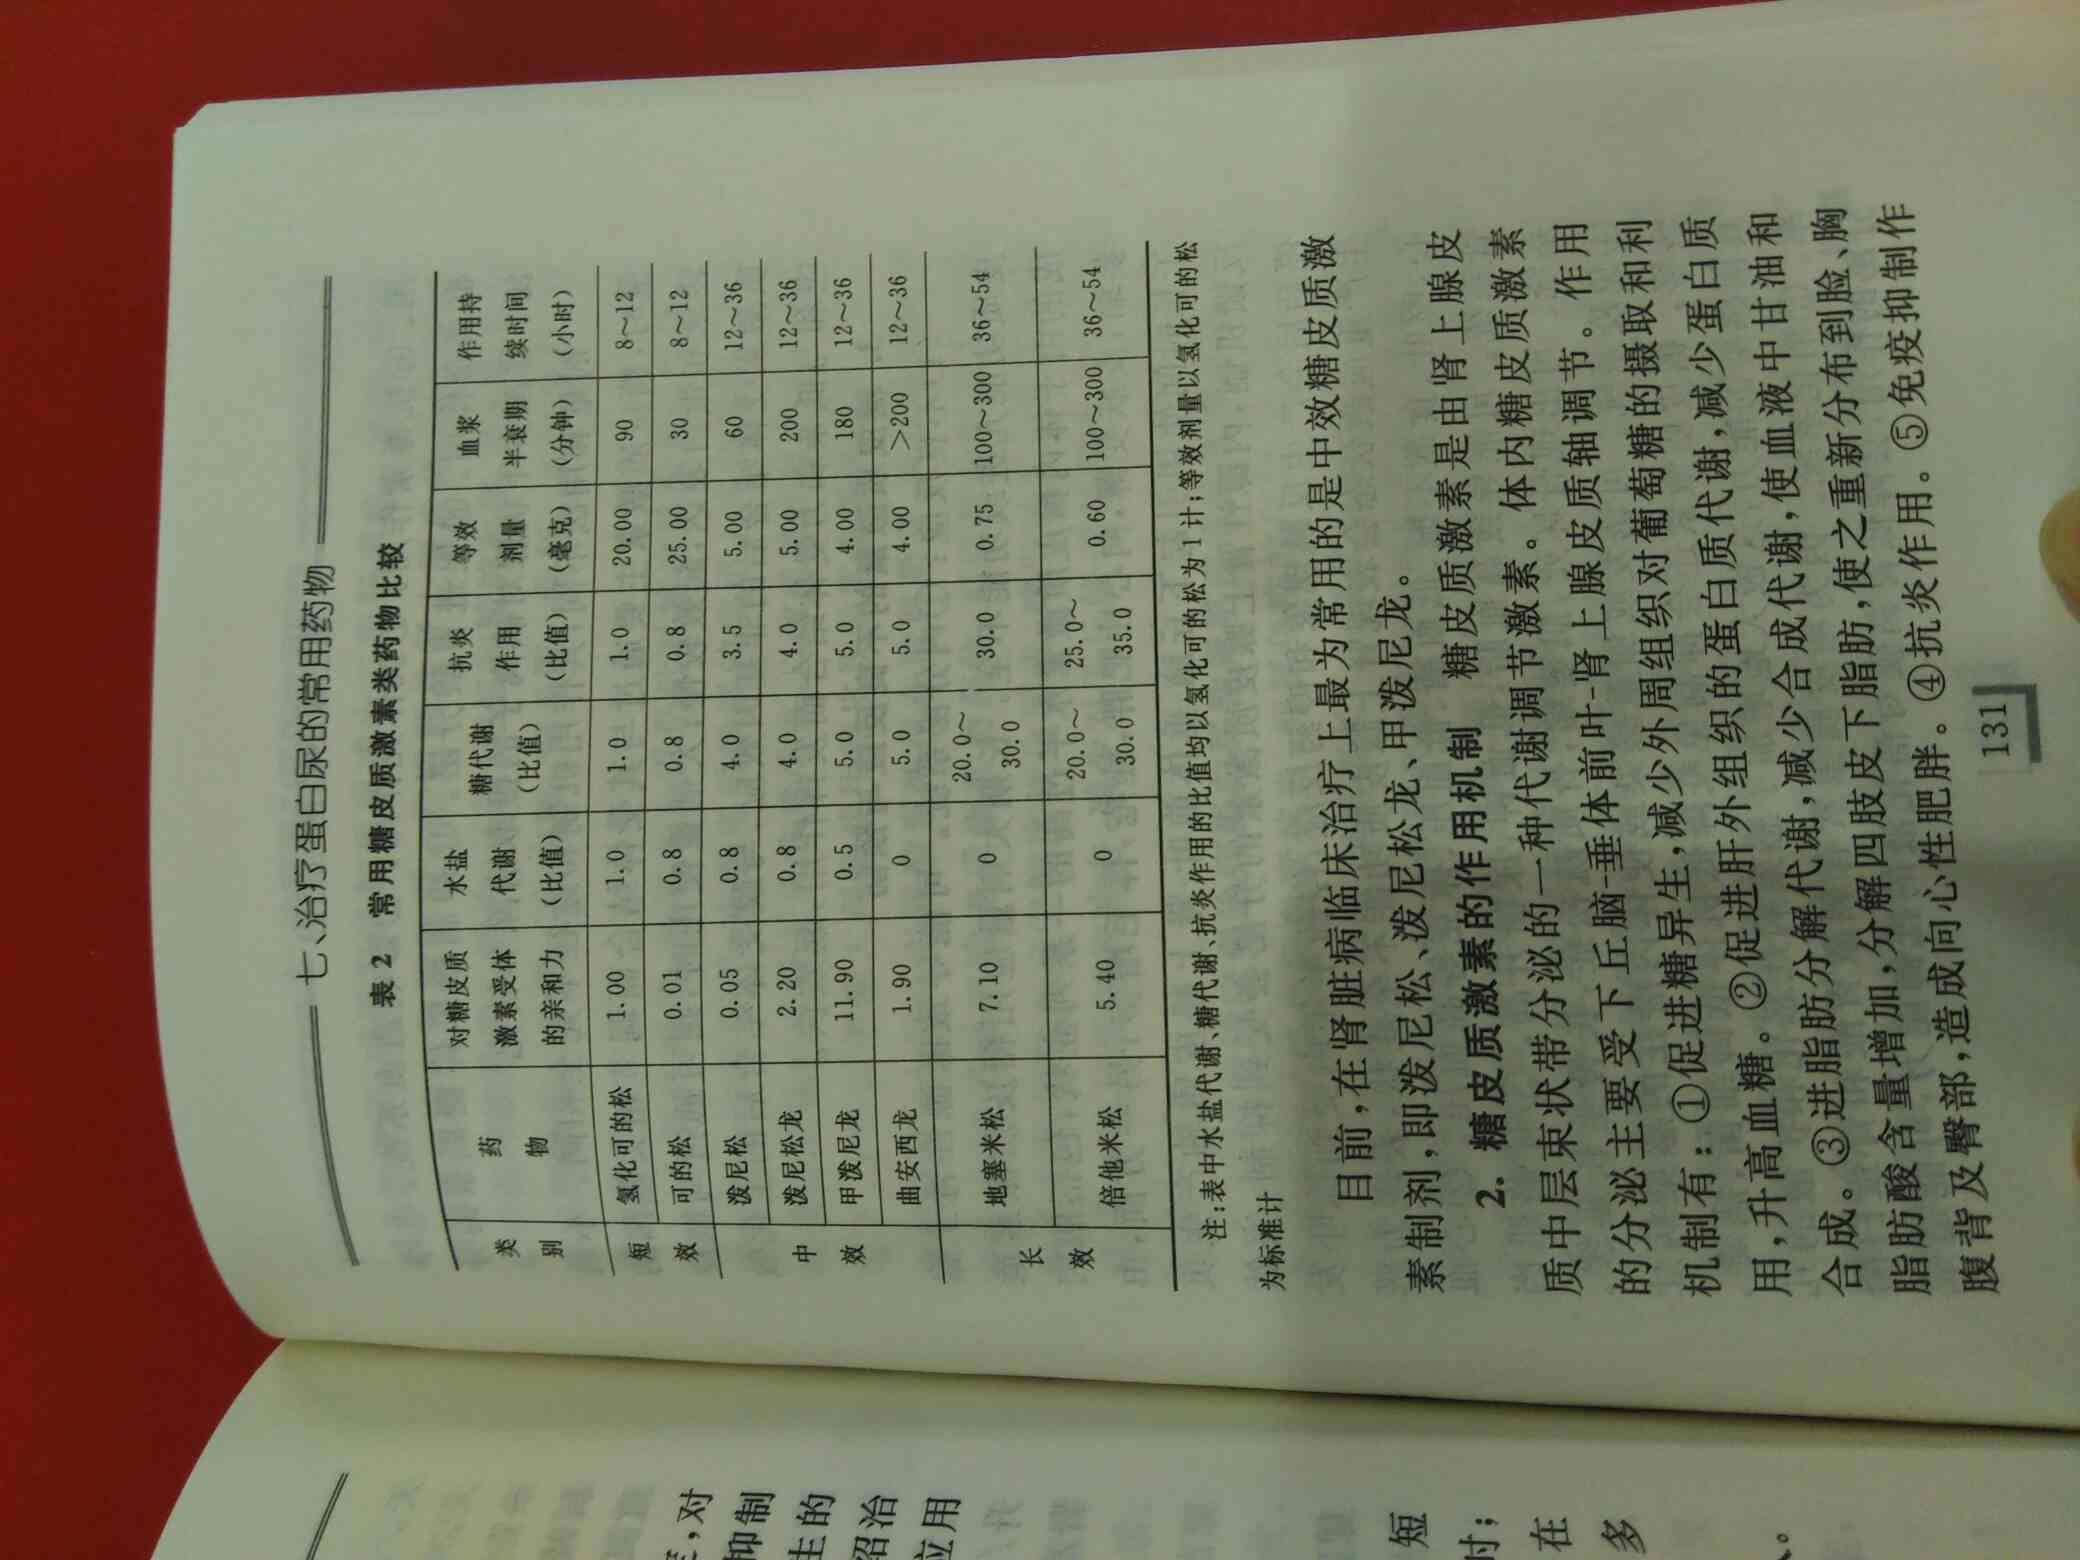 七、治疗蛋白尿的常用药物
表 2 常用糖皮质激素类药物比较
类别 药物 对糖皮质激素受体的亲和力 水盐代谢(比值) 糖代谢(比值) 抗炎作用(比值) 等效剂量(毫克) 血浆半衰期(分钟) 作用持续时间(小时)
短效 氢化可的松 1.00 1.0 1.0 1.0 20.00 90 8～12
可的松 0.01 0.8 0.8 0.8 25.00 30 8～12
中效 泼尼松 0.05 0.8 4.0 3.5 5.00 60 12～36
泼尼松龙 2.20 0.8 4.0 4.0 5.00 200 12～36
甲泼尼龙 11.90 0.5 5.0 5.0 4.00 180 12～36
曲安西龙 1.90 0 5.0 5.0 4.00 >200 12～36
长效 地塞米松 7.10 0 20.0～30.0 30.0 0.75 100～300 36～54
倍他米松 5.40 0 20.0～30.0 25.0～35.0 0.60 100～300 36～54
注:表中水盐代谢、糖代谢、抗炎作用的比值均以氢化可的松为 1 计;等效剂量以氢化可的松
为标准计
目前,在肾脏病临床治疗上最为常用的是中效糖皮质激
素制剂,即泼尼松、泼尼松龙、甲泼尼龙。
2. 糖皮质激素的作用机制 糖皮质激素是由肾上腺皮
质中层束状带分泌的一种代谢调节激素。体内糖皮质激素
的分泌主要受下丘脑-垂体前叶-肾上腺皮质轴调节。作用
机制有:①促进糖异生,减少外周组织对葡萄糖的摄取和利
用,升高血糖。②促进肝外组织的蛋白质代谢,减少蛋白质
合成。③进脂肪分解代谢,减少合成代谢,使血液中甘油和
脂肪酸含量增加,分解四肢皮下脂肪,使之重新分布到脸、胸
腹背及臀部,造成向心性肥胖。④抗炎作用。⑤免疫抑制作
131
,对
抑制
生的
绍治
应用
短
时;
在
多